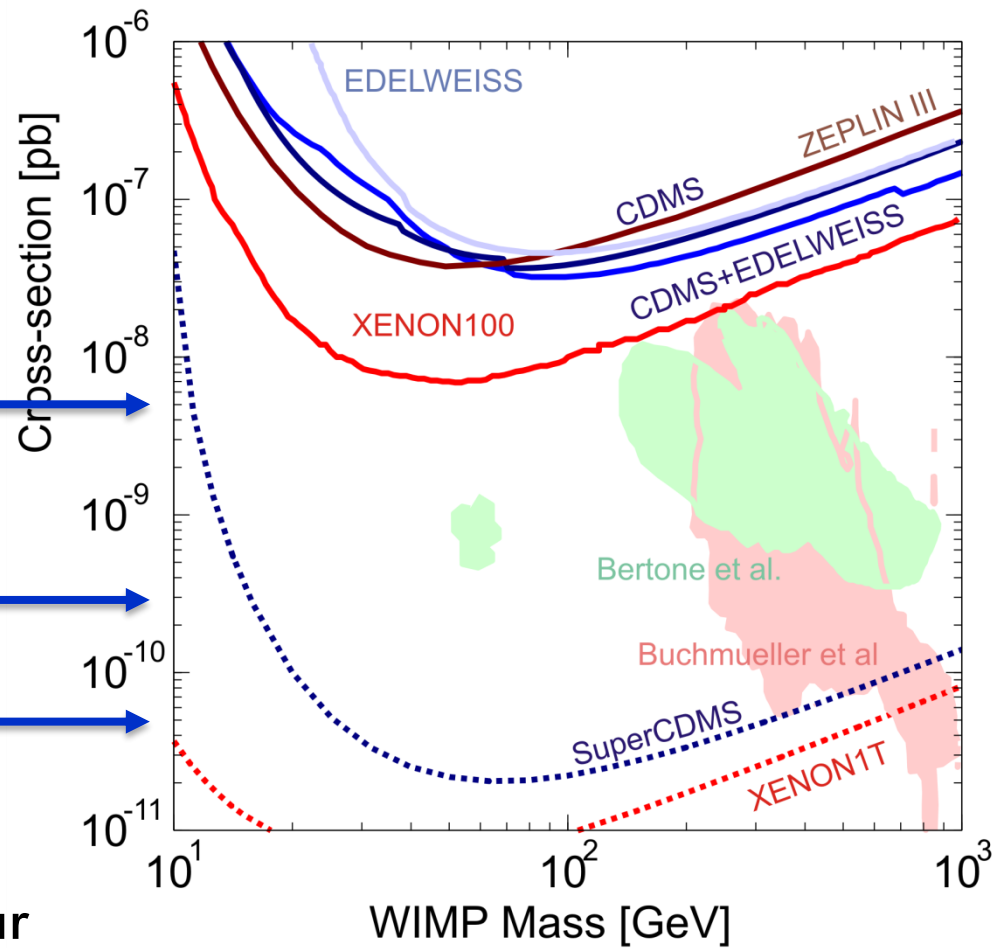 10-6
EDELWEISS
ZEPLIN III
10-7
CDMS
CDMS+EDELWEISS
XENON100
10-8
Cross-section [pb]
10-9
Bertone et al.
10-10
Buchmueller et al
SuperCDMS
XENON1T
10-11
101
102
103
WIMP Mass [GeV]
ur